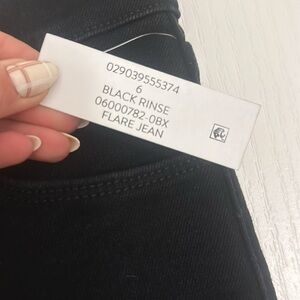 029039555374
6
BLACK RINSE
06000782-0BX
FLARE JEAN